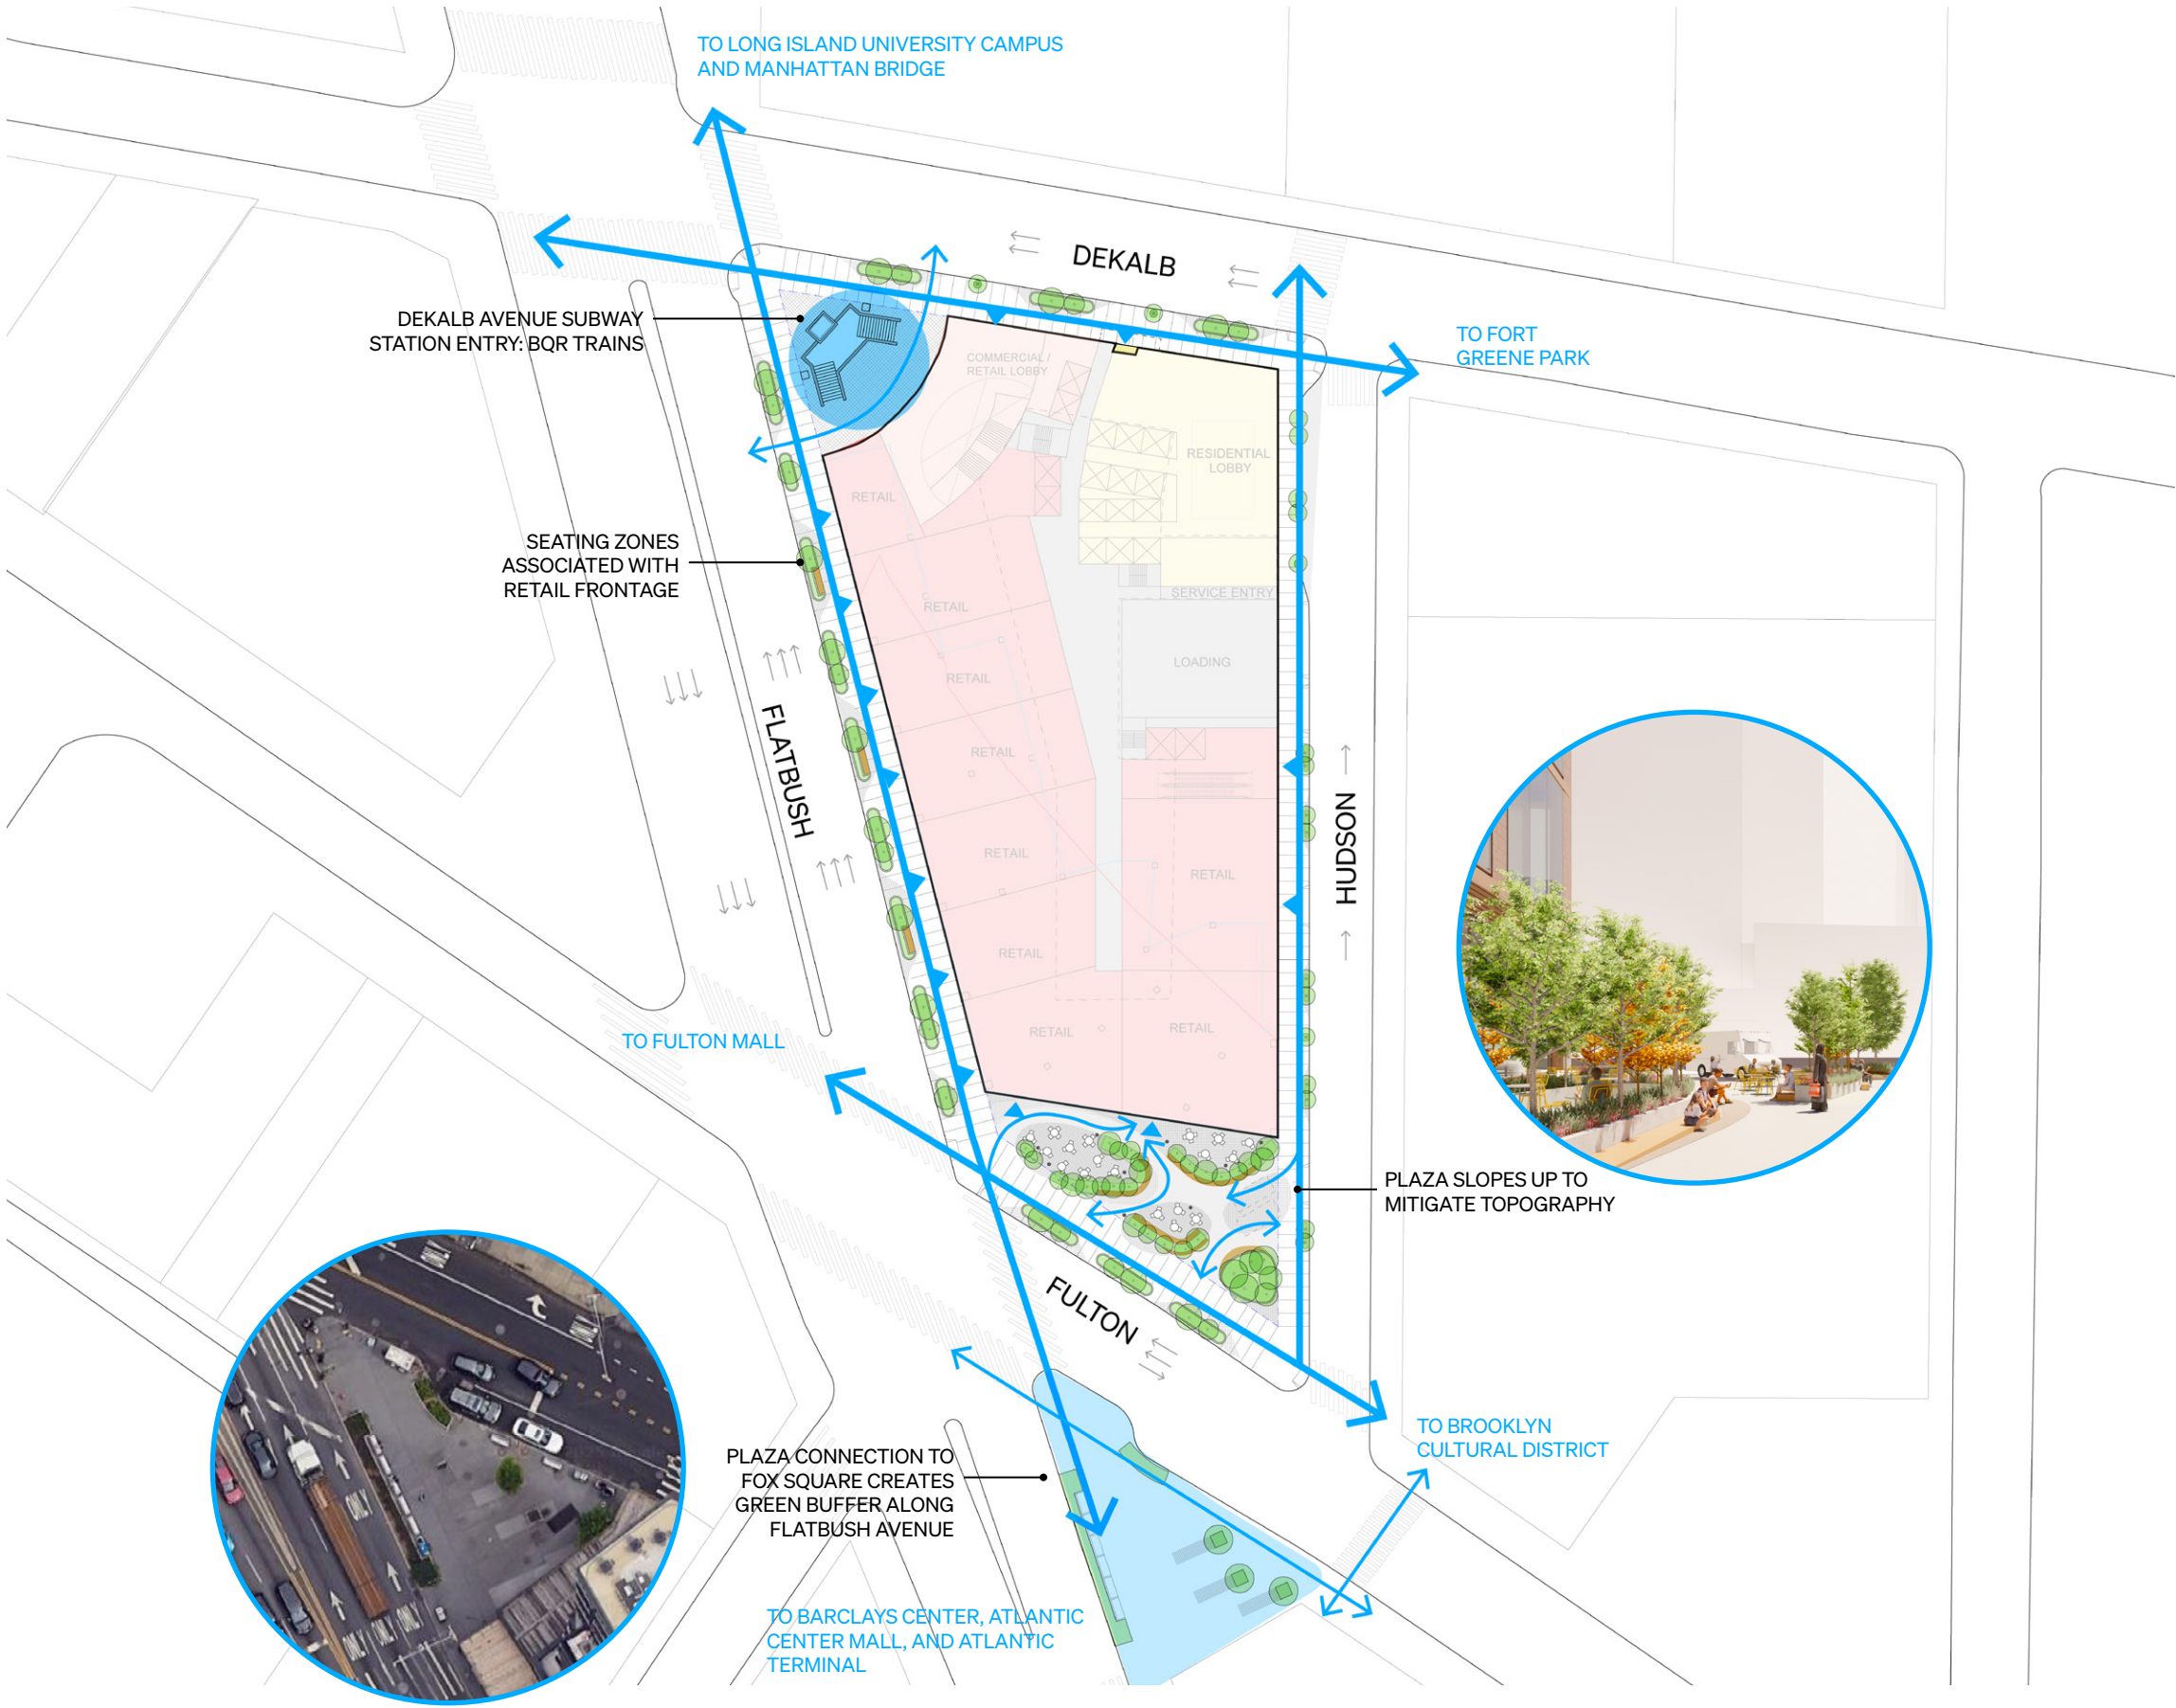 TO LONG ISLAND UNIVERSITY CAMPUS
AND MANHATTAN BRIDGE
DEKALB
DEKALB AVENUE SUBWAY
STATION ENTRY: BQR TRAINS
TO FORT
GREENE PARK
COMMERCIAL /
RETAIL LOBBY
RESIDENTIAL
LOBBY
RETAIL
SEATING ZONES
ASSOCIATED WITH
RETAIL FRONTAGE
SERVICE ENTRY
RETAIL
LOADING
RETAIL
FLATBUSH
RETAIL
HUDSON
RETAIL
RETAIL
RETAIL
RETAIL
RETAIL
TO FULTON MALL
PLAZA SLOPES UP TO
MITIGATE TOPOGRAPHY
FULTON
TO BROOKLYN
CULTURAL DISTRICT
PLAZA CONNECTION TO
FOX SQUARE CREATES
GREEN BUFFER ALONG
FLATBUSH AVENUE
TO BARCLAYS CENTER, ATLANTIC
CENTER MALL, AND ATLANTIC
TERMINAL